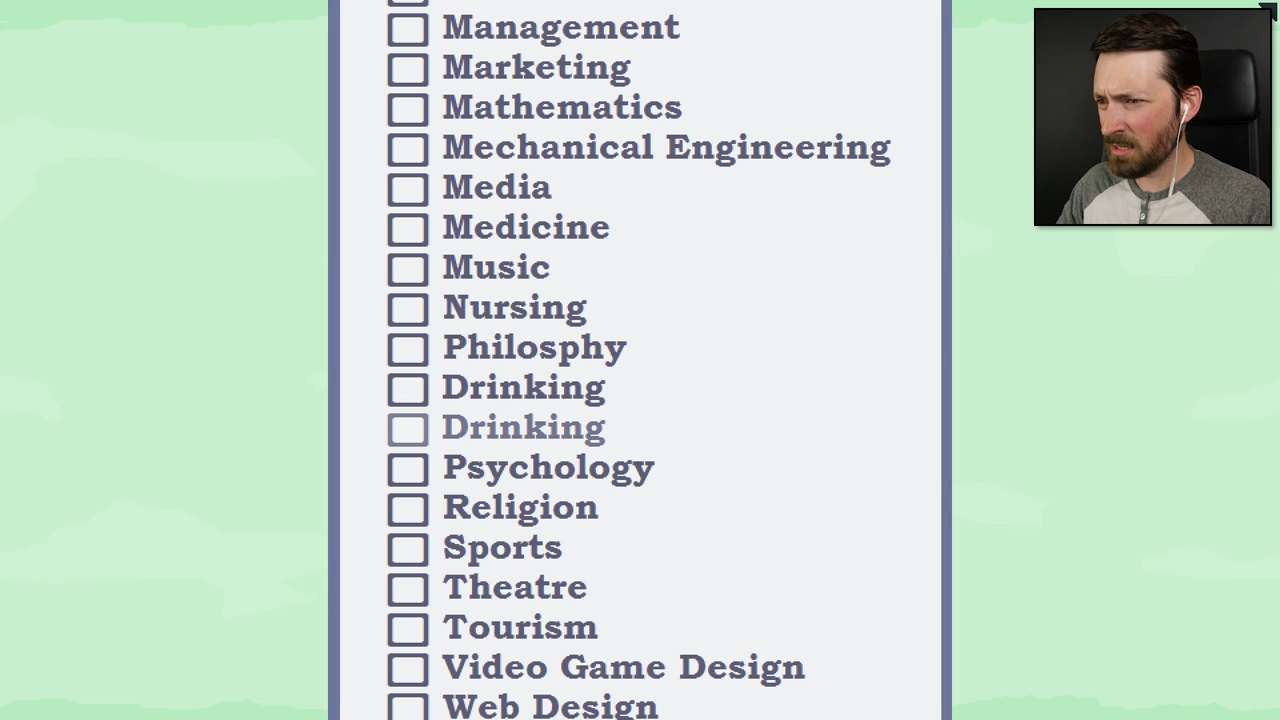 Management
Marketing
Mathematics
Mechanical Engineering
Media
Medicine
Music
Nursing
Philosphy
Drinking
Drinking
Psychology
Religion
Sports
Theatre
Tourism
Video Game Design
Web Design